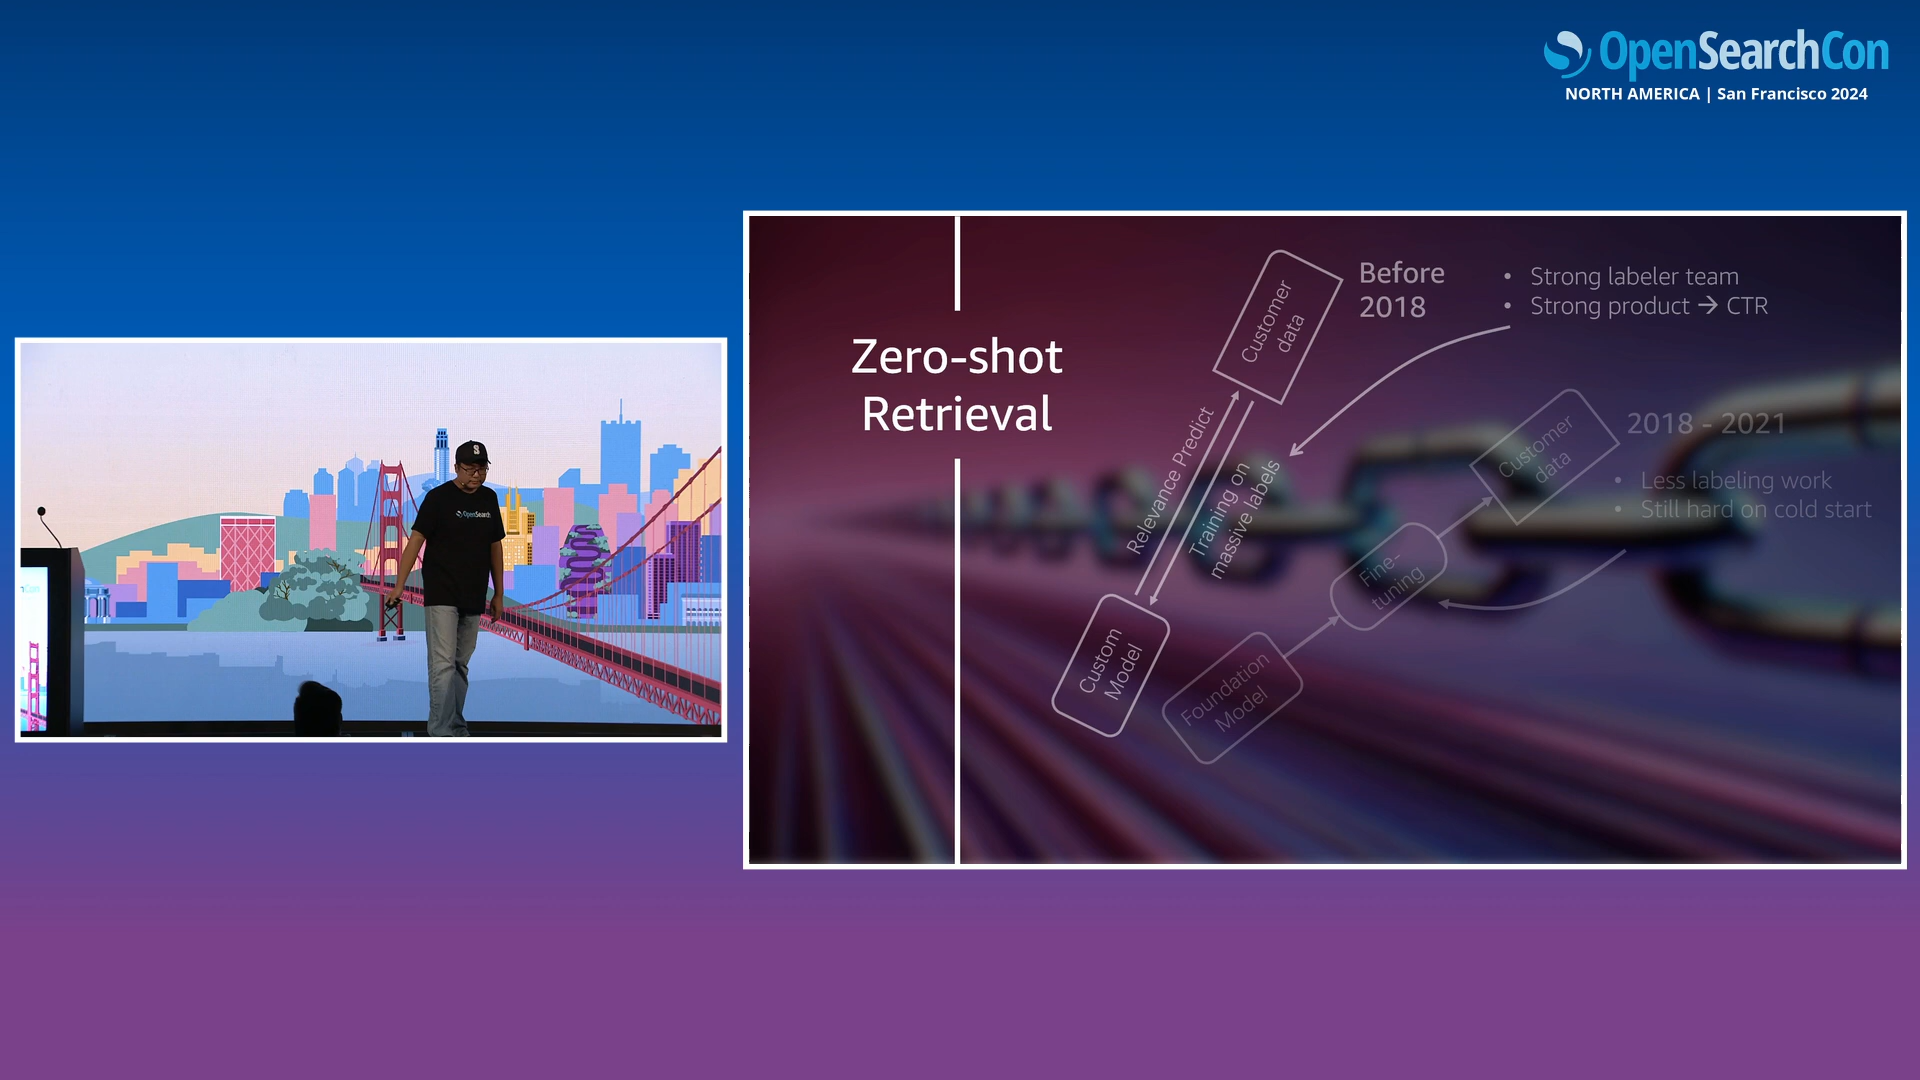 OpenSearchCon
NORTH AMERICA | San Francisco 2024
OpenSearch
Zero-shot
Retrieval
Customer
data
Before
2018
• Strong labeler team
• Strong product → CTR
Relevance Predict
Training on
massive labels
Custom
Model
2018 - 2021
• Less labeling work
• Still hard on cold start
Customer
data
Fine-
tuning
Foundation
Model